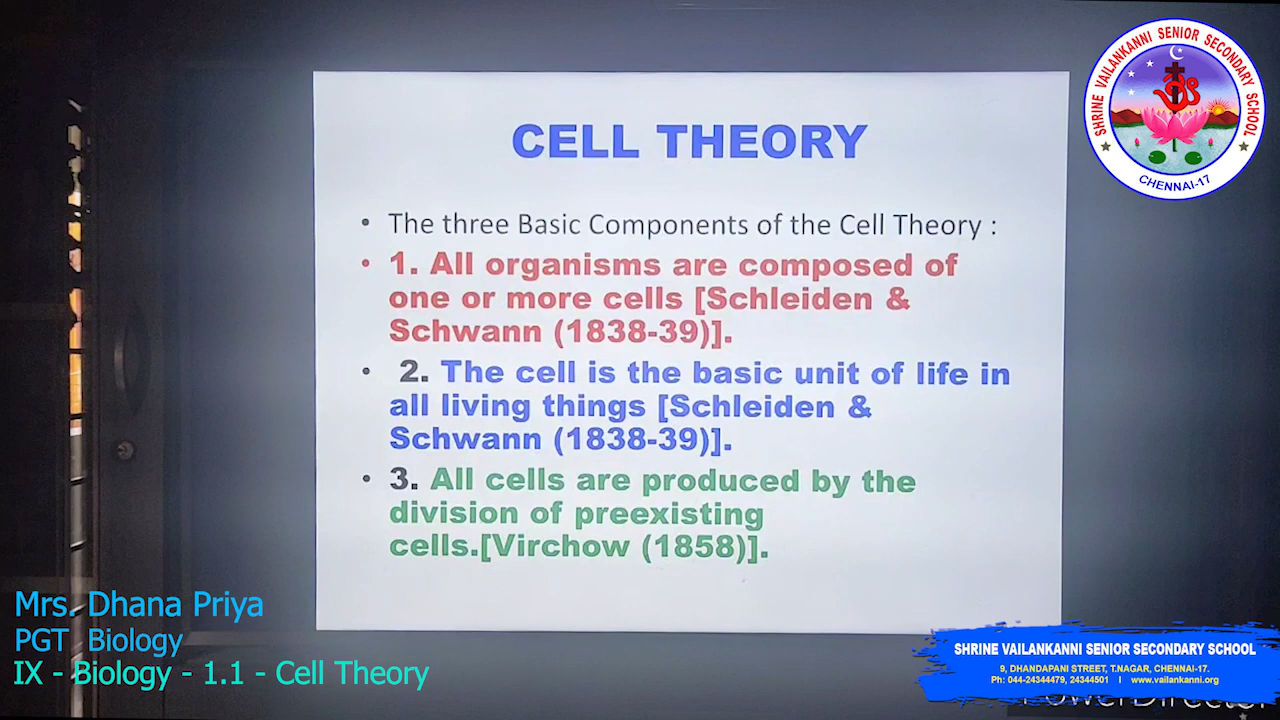 CELL THEORY
• The three Basic Components of the Cell Theory :
• 1. All organisms are composed of
one or more cells [Schleiden &
Schwann (1838-39)].
• 2. The cell is the basic unit of life in
all living things [Schleiden &
Schwann (1838-39)].
• 3. All cells are produced by the
division of preexisting
cells.[Virchow (1858)].
SHRINE VAILANKANNI SENIOR SECONDARY SCHOOL
CHENNAI-17
Mrs. Dhana Priya
PGT Biology
IX - Biology - 1.1 - Cell Theory
SHRINE VAILANKANNI SENIOR SECONDARY SCHOOL
9, DHANDAPANI STREET, T.NAGAR, CHENNAI-17.
Ph: 044-24344479, 24344501 I www.vailankanni.org
PowerDirector